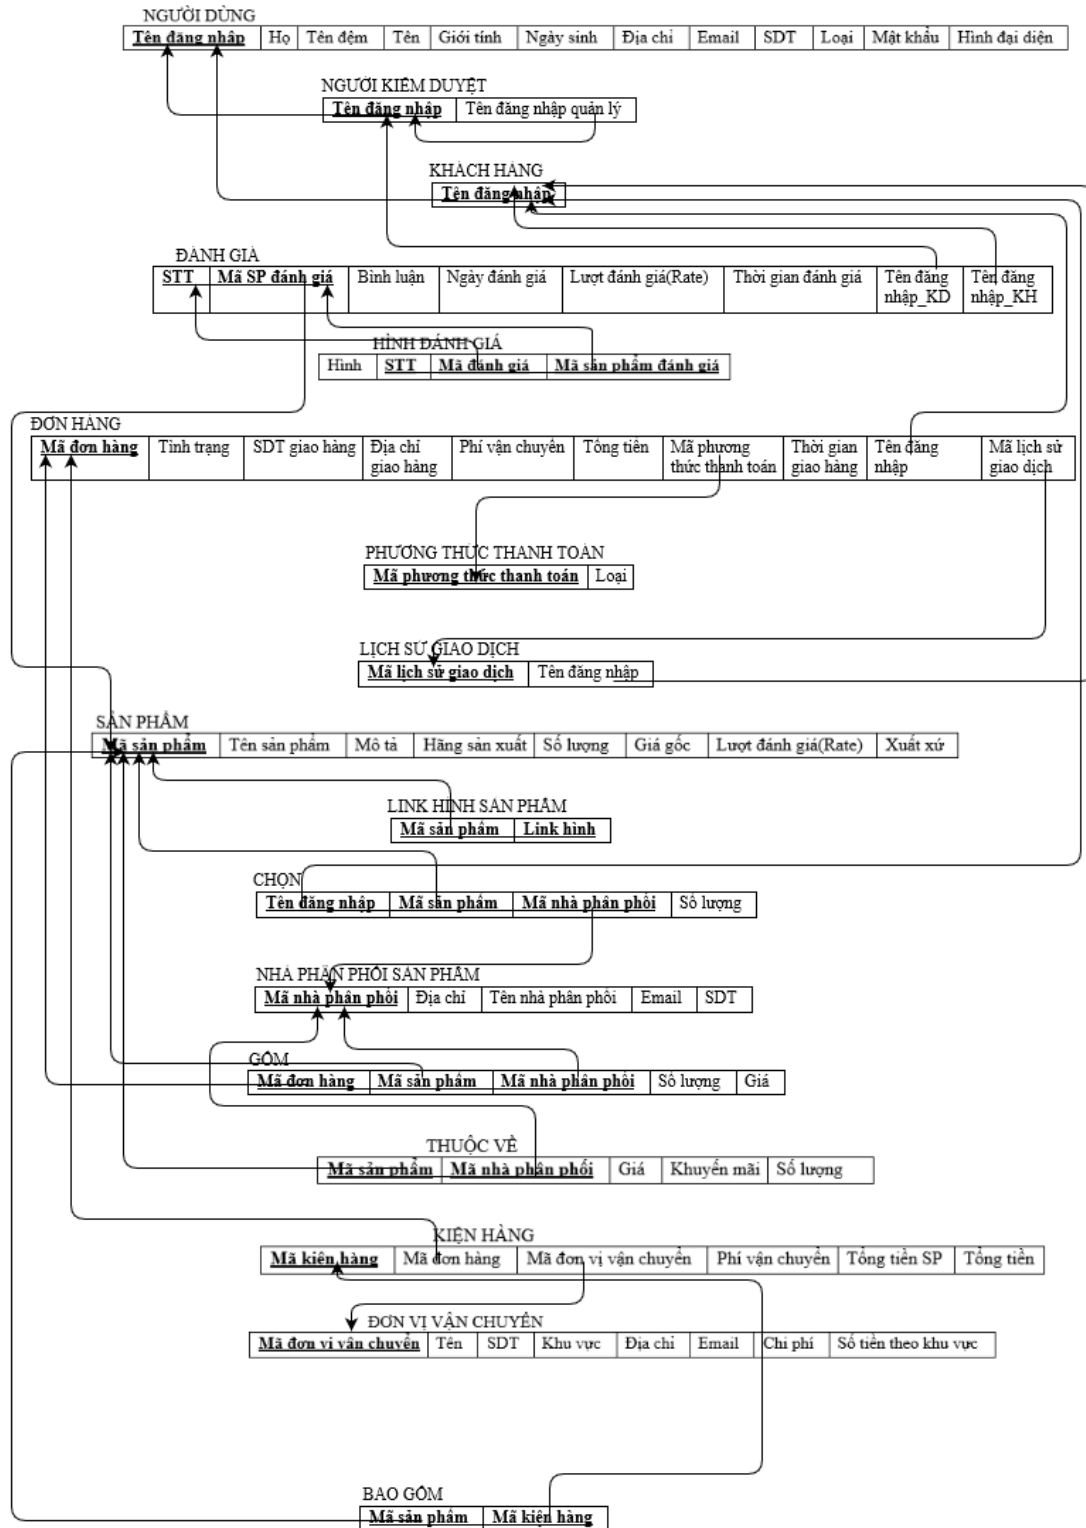 NGƯỜI DÙNG
Tên đăng nhập Họ Tên đệm Tên Giới tính Ngày sinh Địa chỉ Email SDT Loại Mật khẩu Hình đại diện
NGƯỜI KIỂM DUYỆT
Tên đăng nhập Tên đăng nhập quản lý
KHÁCH HÀNG
Tên đăng nhập
ĐÁNH GIÁ
STT Mã SP đánh giá Bình luận Ngày đánh giá Lượt đánh giá(Rate) Thời gian đánh giá Tên đăng Tên đăng
nhập_KD nhập_KH
HÌNH ĐÁNH GIÁ
Hình STT Mã đánh giá Mã sản phẩm đánh giá
ĐƠN HÀNG
Mã đơn hàng Tình trạng SDT giao hàng Địa chỉ Phí vận chuyển Tổng tiền Mã phương Thời gian Tên đăng Mã lịch sử
giao hàng thức thanh toán giao hàng nhập giao dịch
PHƯƠNG THỨC THANH TOÁN
Mã phương thức thanh toán Loại
LỊCH SỬ GIAO DỊCH
Mã lịch sử giao dịch Tên đăng nhập
SẢN PHẨM
Mã sản phẩm Tên sản phẩm Mô tả Hãng sản xuất Số lượng Giá gốc Lượt đánh giá(Rate) Xuất xứ
LINK HÌNH SẢN PHẨM
Mã sản phẩm Link hình
CHỌN
Tên đăng nhập Mã sản phẩm Mã nhà phân phối Số lượng
NHÀ PHÂN PHỐI SẢN PHẨM
Mã nhà phân phối Địa chỉ Tên nhà phân phối Email SDT
GỒM
Mã đơn hàng Mã sản phẩm Mã nhà phân phối Số lượng Giá
THUỘC VỀ
Mã sản phẩm Mã nhà phân phối Giá Khuyến mãi Số lượng
KIỆN HÀNG
Mã kiện hàng Mã đơn hàng Mã đơn vị vận chuyển Phí vận chuyển Tổng tiền SP Tổng tiền
ĐƠN VỊ VẬN CHUYỂN
Mã đơn vị vận chuyển Tên SDT Khu vực Địa chỉ Email Chi phí Số tiền theo khu vực
BAO GỒM
Mã sản phẩm Mã kiện hàng